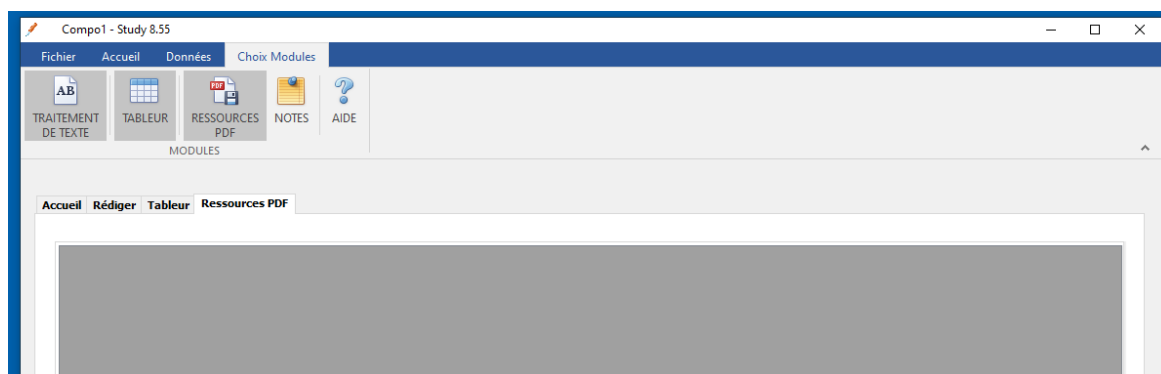 Compo1 - Study 8.55
Fichier Accueil Données Choix Modules
AB PDF
TRAITEMENT TABLEUR RESSOURCES NOTES AIDE
DE TEXTE PDF
MODULES
Accueil Rédiger Tableur Ressources PDF